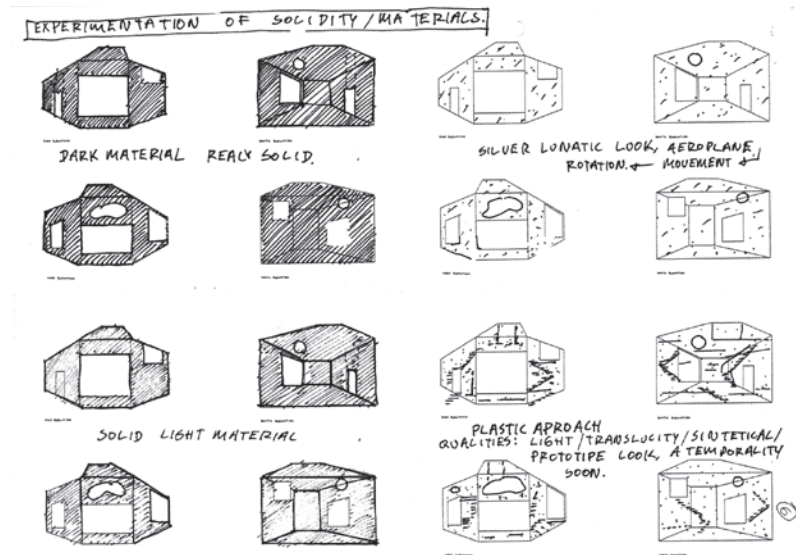 EXPERIMENTATION OF SOLIDITY/MATERIALS.
DARK MATERIAL REALY SOLID.
SILVER LUNATIC LOOK, AEROPLANE
ROTATION. ← MOVEMENT
SOLID LIGHT MATERIAL
PLASTIC APROACH
QUALITIES: LIGHT/TRANSLUCITY/SINTETICAL/
PROTOTIPE LOOK, A TEMPORALITY
SOON.